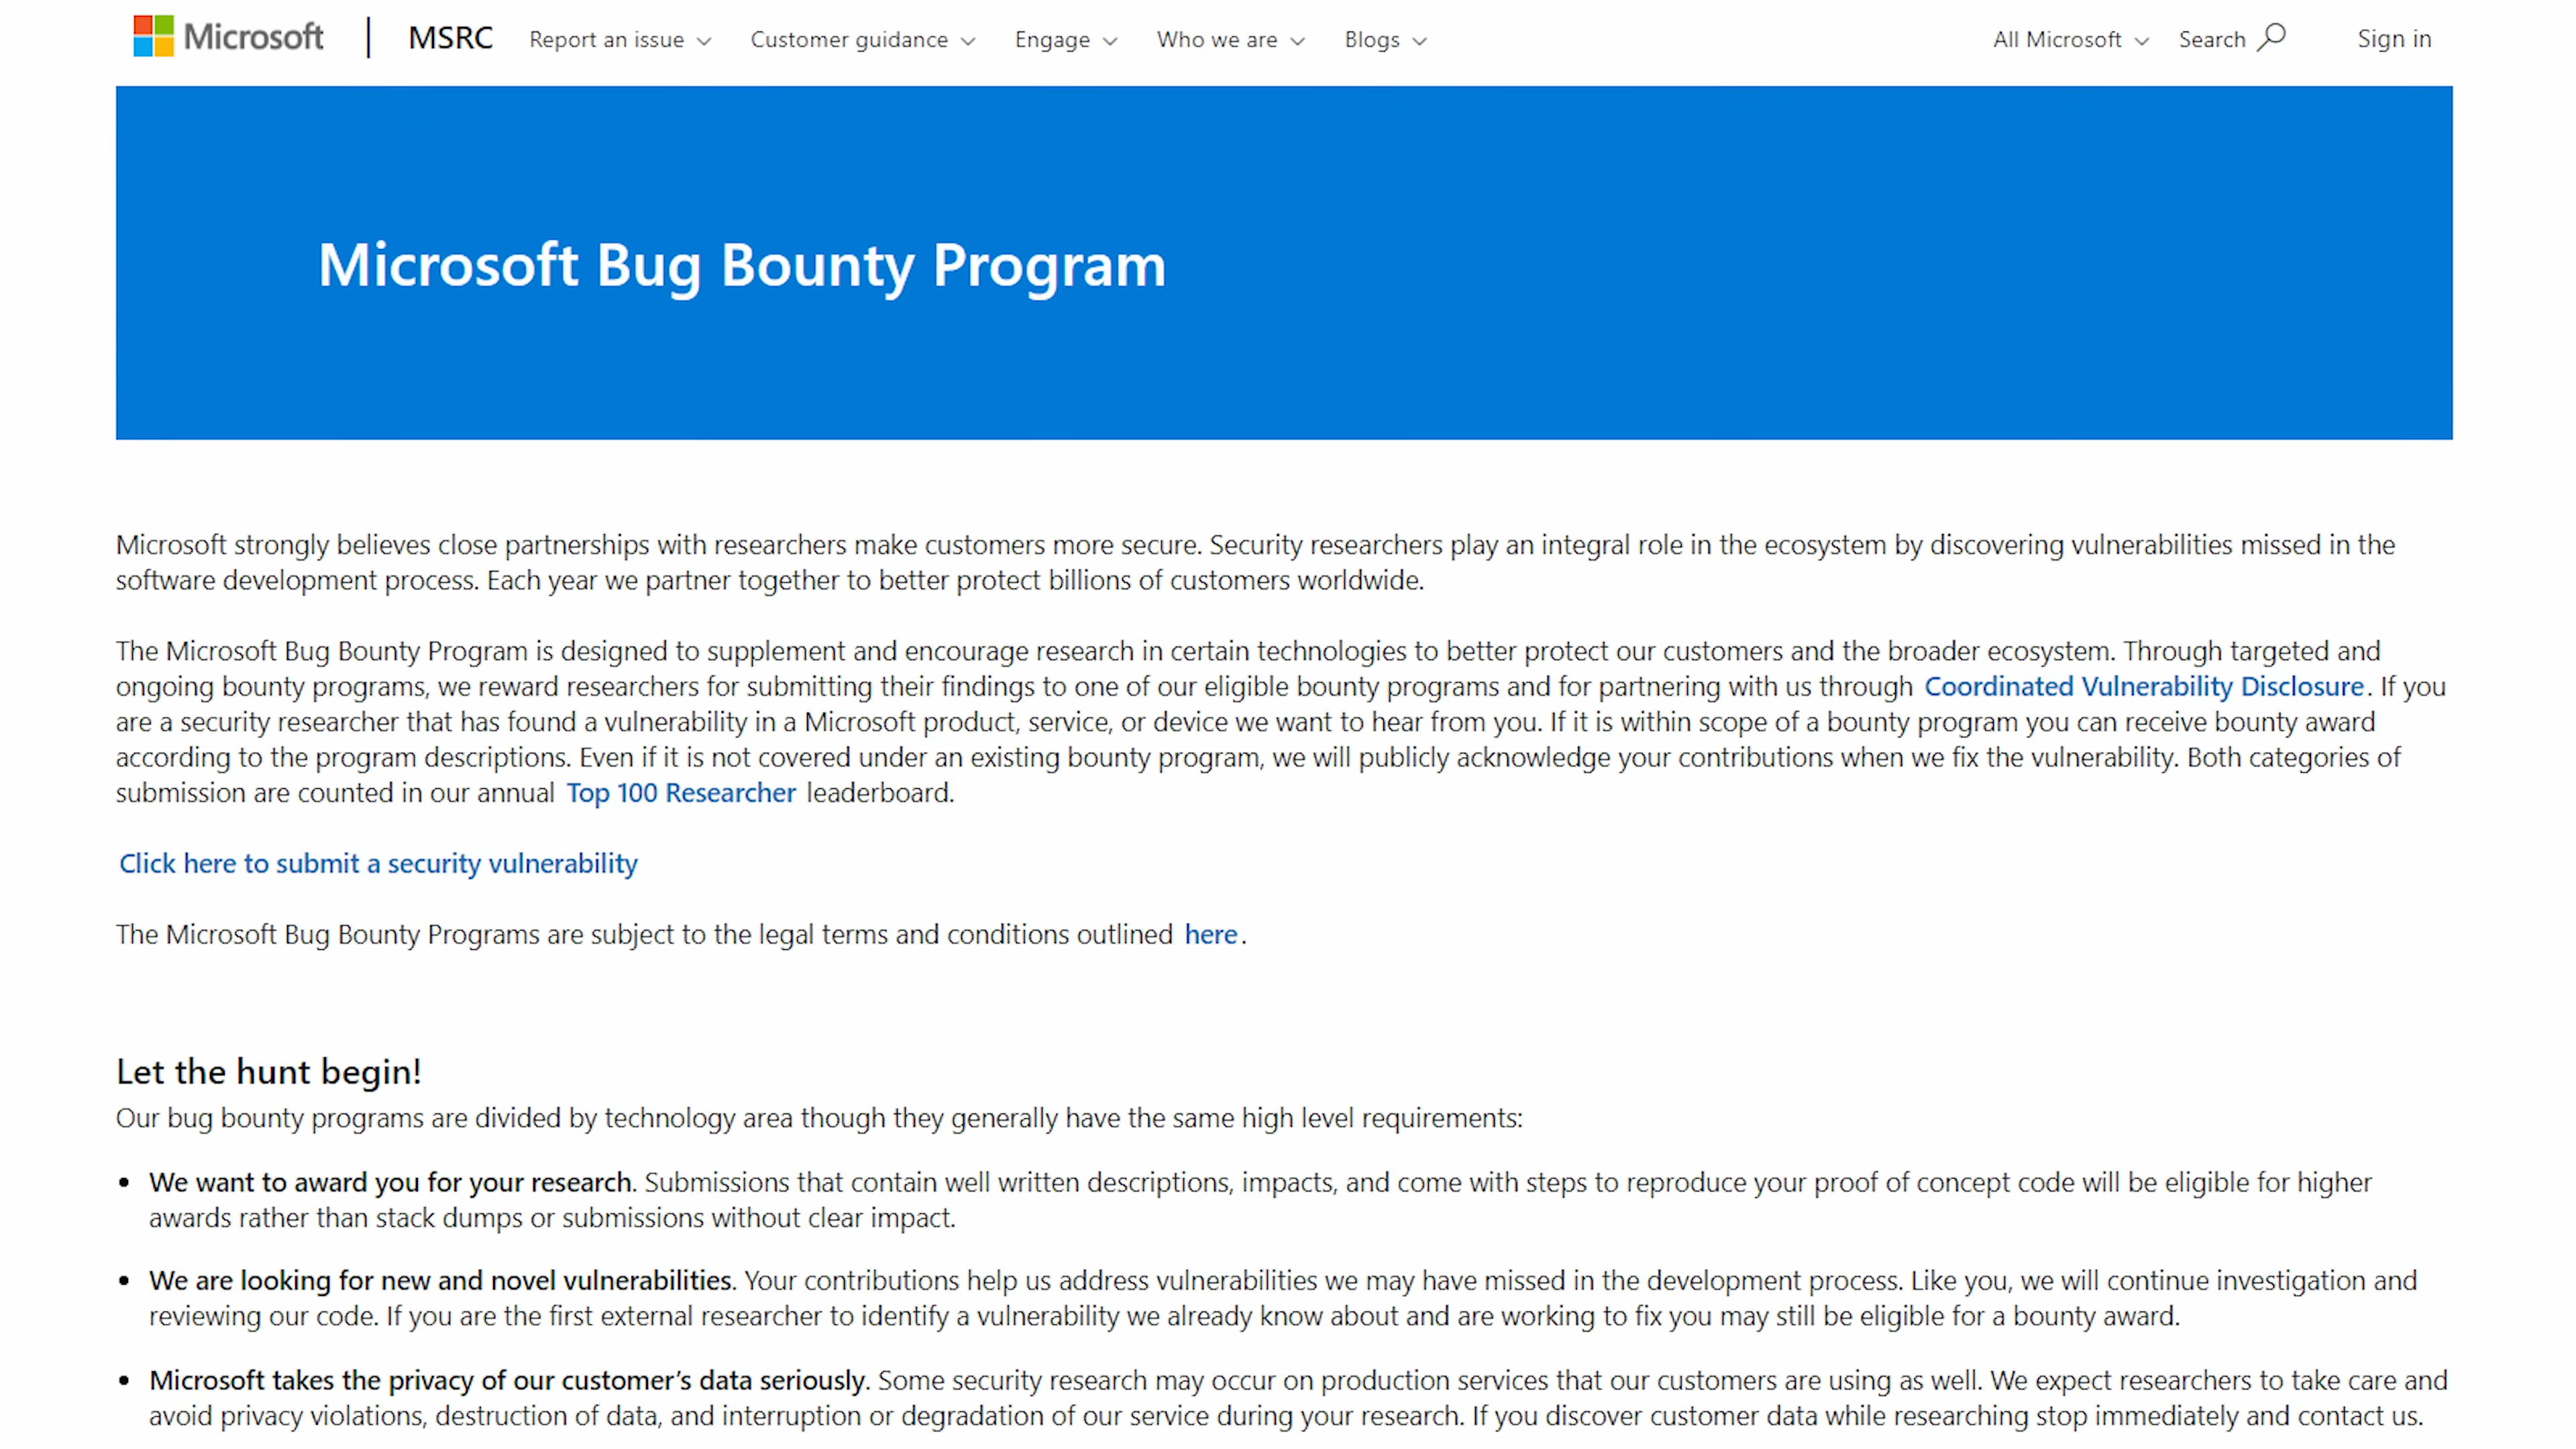 Microsoft | MSRC Report an issue Customer guidance Engage Who we are Blogs All Microsoft Search Sign in
Microsoft Bug Bounty Program
Microsoft strongly believes close partnerships with researchers make customers more secure. Security researchers play an integral role in the ecosystem by discovering vulnerabilities missed in the
software development process. Each year we partner together to better protect billions of customers worldwide.
The Microsoft Bug Bounty Program is designed to supplement and encourage research in certain technologies to better protect our customers and the broader ecosystem. Through targeted and
ongoing bounty programs, we reward researchers for submitting their findings to one of our eligible bounty programs and for partnering with us through Coordinated Vulnerability Disclosure. If you
are a security researcher that has found a vulnerability in a Microsoft product, service, or device we want to hear from you. If it is within scope of a bounty program you can receive bounty award
according to the program descriptions. Even if it is not covered under an existing bounty program, we will publicly acknowledge your contributions when we fix the vulnerability. Both categories of
submission are counted in our annual Top 100 Researcher leaderboard.
Click here to submit a security vulnerability
The Microsoft Bug Bounty Programs are subject to the legal terms and conditions outlined here.
Let the hunt begin!
Our bug bounty programs are divided by technology area though they generally have the same high level requirements:
• We want to award you for your research. Submissions that contain well written descriptions, impacts, and come with steps to reproduce your proof of concept code will be eligible for higher
awards rather than stack dumps or submissions without clear impact.
• We are looking for new and novel vulnerabilities. Your contributions help us address vulnerabilities we may have missed in the development process. Like you, we will continue investigation and
reviewing our code. If you are the first external researcher to identify a vulnerability we already know about and are working to fix you may still be eligible for a bounty award.
• Microsoft takes the privacy of our customer's data seriously. Some security research may occur on production services that our customers are using as well. We expect researchers to take care and
avoid privacy violations, destruction of data, and interruption or degradation of our service during your research. If you discover customer data while researching stop immediately and contact us.